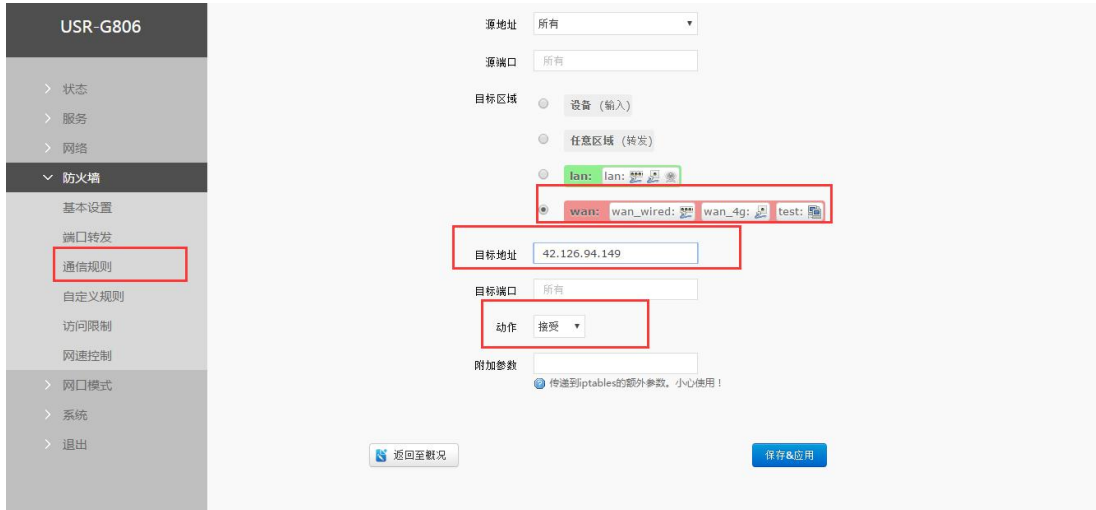 USR-G806
状态
服务
网络
防火墙
基本设置
端口转发
通信规则
自定义规则
访问限制
网速控制
网口模式
系统
退出
源地址 所有
源端口 所有
目标区域
设备 (输入)
任意区域 (转发)
lan: lan:
wan: wan_wired: wan_4g: test:
目标地址 42.126.94.149
目标端口 所有
动作 接受
附加参数
传递到iptables的额外参数。小心使用！
返回至概况 保存&应用